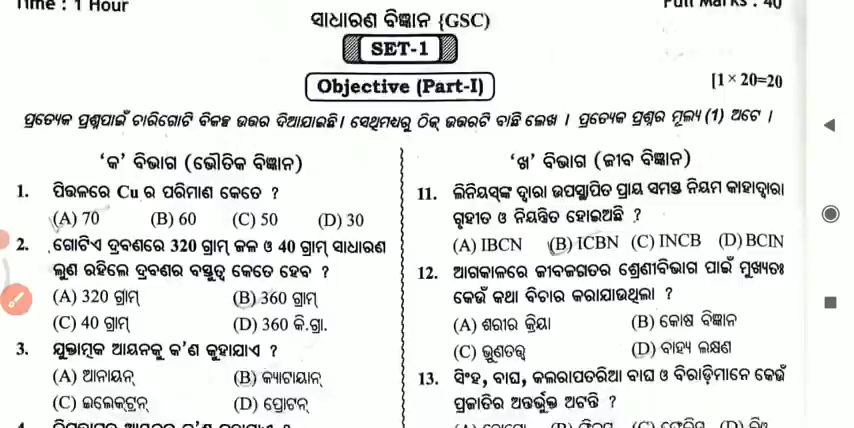 Time : 1 Hour
Full Marks : 40
ସାଧାରଣ ବିଜ୍ଞାନ {GSC)
SET-1
Objective (Part-I)
[1 × 20=20
ପ୍ରତ୍ୟେକ ପ୍ରଶ୍ନପାଇଁ ଚାରିଗୋଟି ବିକଳ୍ପ ଉତ୍ତର ଦିଆଯାଇଛି। ସେଥିମଧ୍ୟରୁ ଠିକ୍ ଉତ୍ତରଟି ବାଛି ଲେଖ । ପ୍ରତ୍ୟେକ ପ୍ରଶ୍ନର ମୂଲ୍ୟ (1) ଅଟେ ।
‘କ’ ବିଭାଗ (ଭୌତିକ ବିଜ୍ଞାନ)
1. ପିତ୍ତଳରେ Cu ର ପରିମାଣ କେତେ ?
(A) 70 (B) 60 (C) 50 (D) 30
2. ଗୋଟିଏ ଦ୍ରବଣରେ 320 ଗ୍ରାମ୍ ଜଳ ଓ 40 ଗ୍ରାମ୍ ସାଧାରଣ
ଲୁଣ ରହିଲେ ଦ୍ରବଣର ବସ୍ତୁତ୍ୱ କେତେ ହେବ ?
(A) 320 ଗ୍ରାମ୍ (B) 360 ଗ୍ରାମ୍
(C) 40 ଗ୍ରାମ୍ (D) 360 କି.ଗ୍ରା.
3. ଯୁକ୍ତାତ୍ମକ ଆୟନକୁ କ’ଣ କୁହାଯାଏ ?
(A) ଆନାୟନ୍ (B) କ୍ୟାଟାୟାନ୍
(C) ଇଲେକ୍ଟ୍ରନ୍ (D) ପ୍ରୋଟନ୍
‘ଖ’ ବିଭାଗ (ଜୀବ ବିଜ୍ଞାନ)
11. ଲିନିୟସ୍‌ଙ୍କ ଦ୍ୱାରା ଉପସ୍ଥାପିତ ପ୍ରାୟ ସମସ୍ତ ନିୟମ କାହାଦ୍ୱାରା
ଗୃହୀତ ଓ ନିୟନ୍ତ୍ରିତ ହୋଇଅଛି ?
(A) IBCN (B) ICBN (C) INCB (D) BCIN
12. ଆଗକାଳରେ ଜୀବଜଗତର ଶ୍ରେଣୀବିଭାଗ ପାଇଁ ମୁଖ୍ୟତଃ
କେଉଁ କଥା ବିଚାର କରାଯାଉଥିଲା ?
(A) ଶରୀର କ୍ରିୟା (B) କୋଷ ବିଜ୍ଞାନ
(C) ଭ୍ରୂଣତତ୍ତ୍ୱ (D) ବାହ୍ୟ ଲକ୍ଷଣ
13. ସିଂହ, ବାଘ, କଲରାପତରିଆ ବାଘ ଓ ବିରାଡ଼ିମାନେ କେଉଁ
ପ୍ରଜାତିର ଅନ୍ତର୍ଭୁକ୍ତ ଅଟନ୍ତି ?